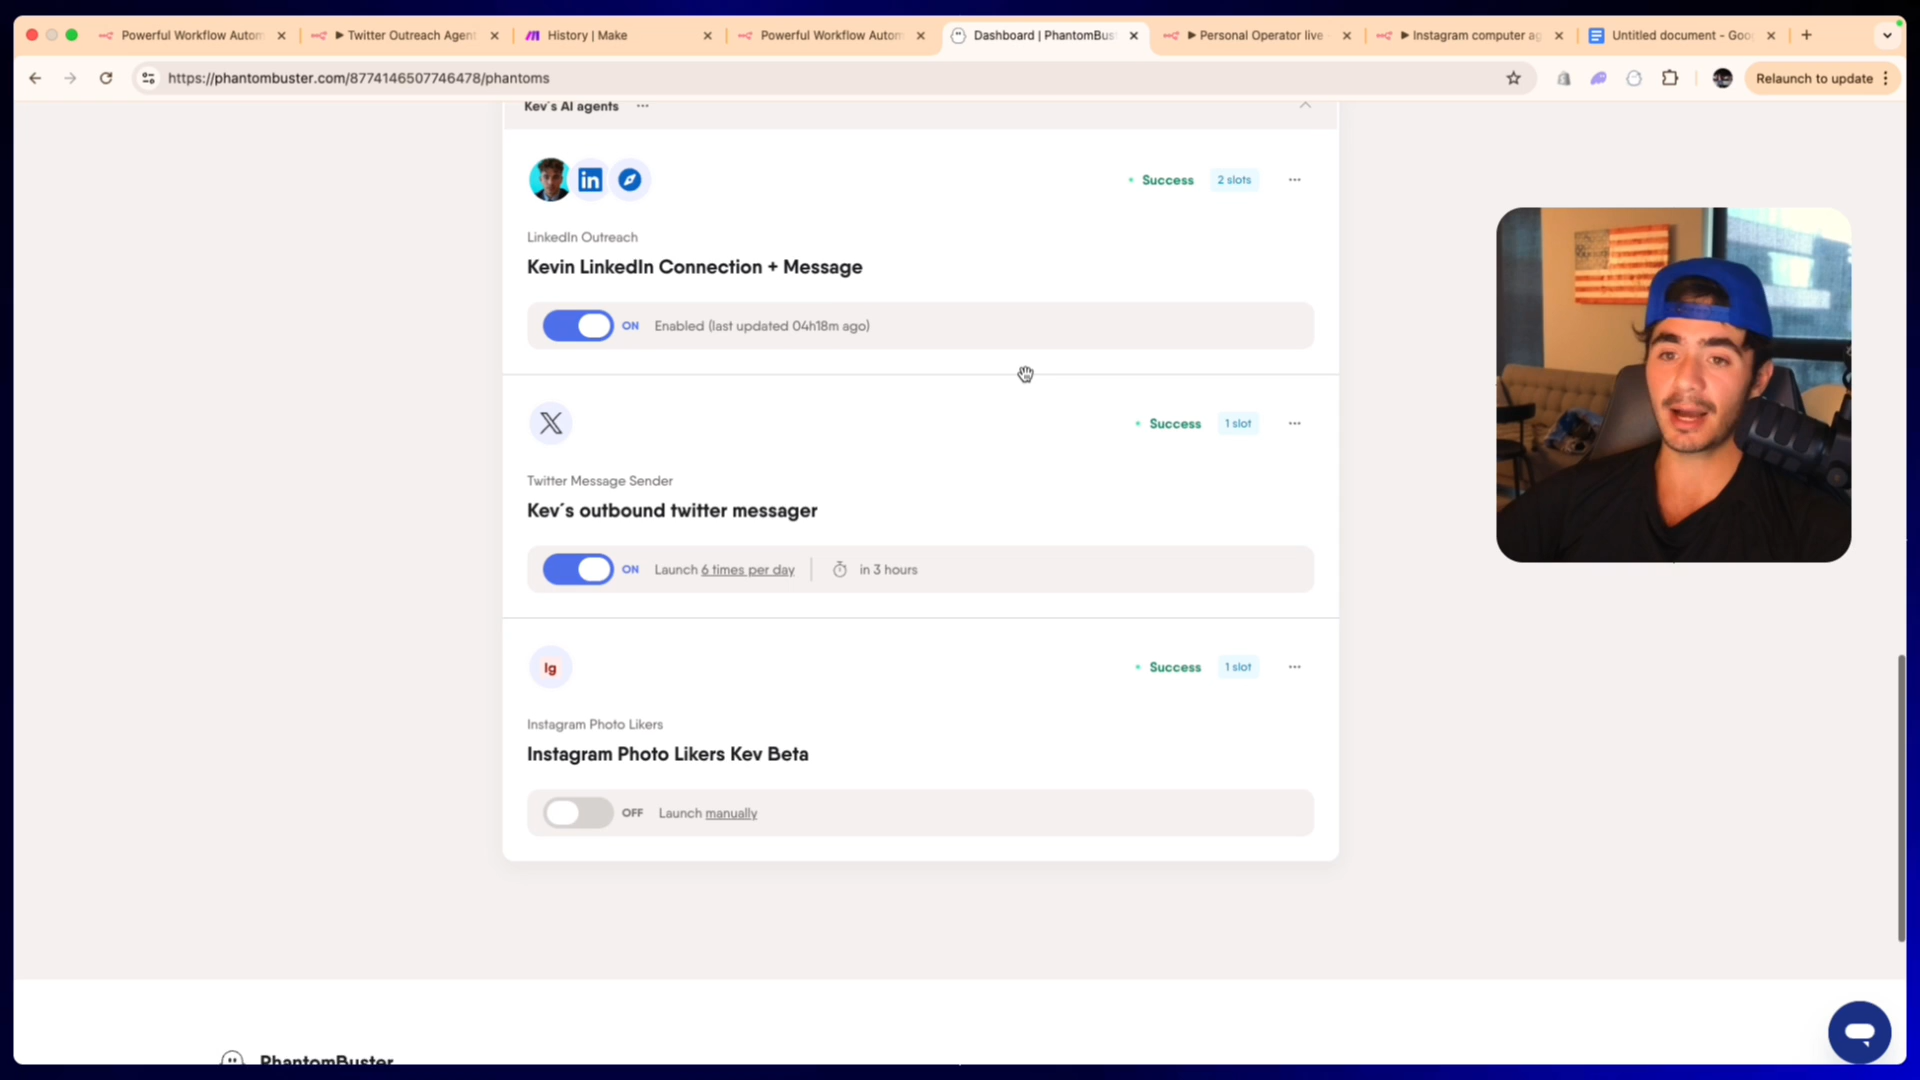 Powerful Workflow Autom
Twitter Outreach Agent
History | Make
Powerful Workflow Autom
Dashboard | PhantomBus
Personal Operator live
Instagram computer ag
Untitled document - Goo
https://phantombuster.com/8774146507746478/phantoms
Relaunch to update
Kev's AI agents
in
Success
2 slots
LinkedIn Outreach
Kevin LinkedIn Connection + Message
ON
Enabled (last updated 04h18m ago)
Success
1 slot
Twitter Message Sender
Kev´s outbound twitter messager
ON
Launch 6 times per day
in 3 hours
Ig
Success
1 slot
Instagram Photo Likers
Instagram Photo Likers Kev Beta
OFF
Launch manually
PhantomBuster